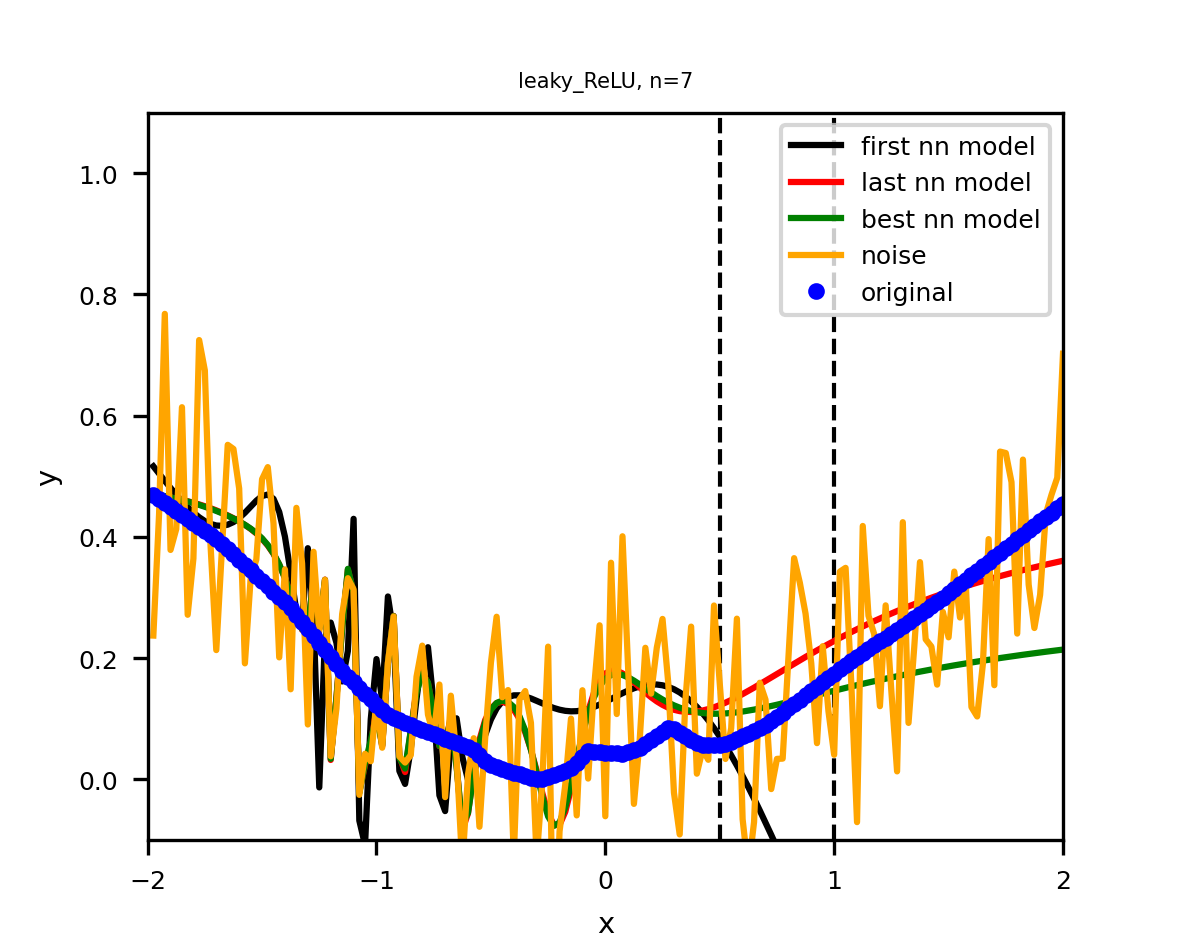 leaky_ReLU, n=7
first nn model
last nn model
best nn model
noise
original
1.0
0.8
0.6
0.4
0.2
0.0
y
−2
−1
0
1
2
x